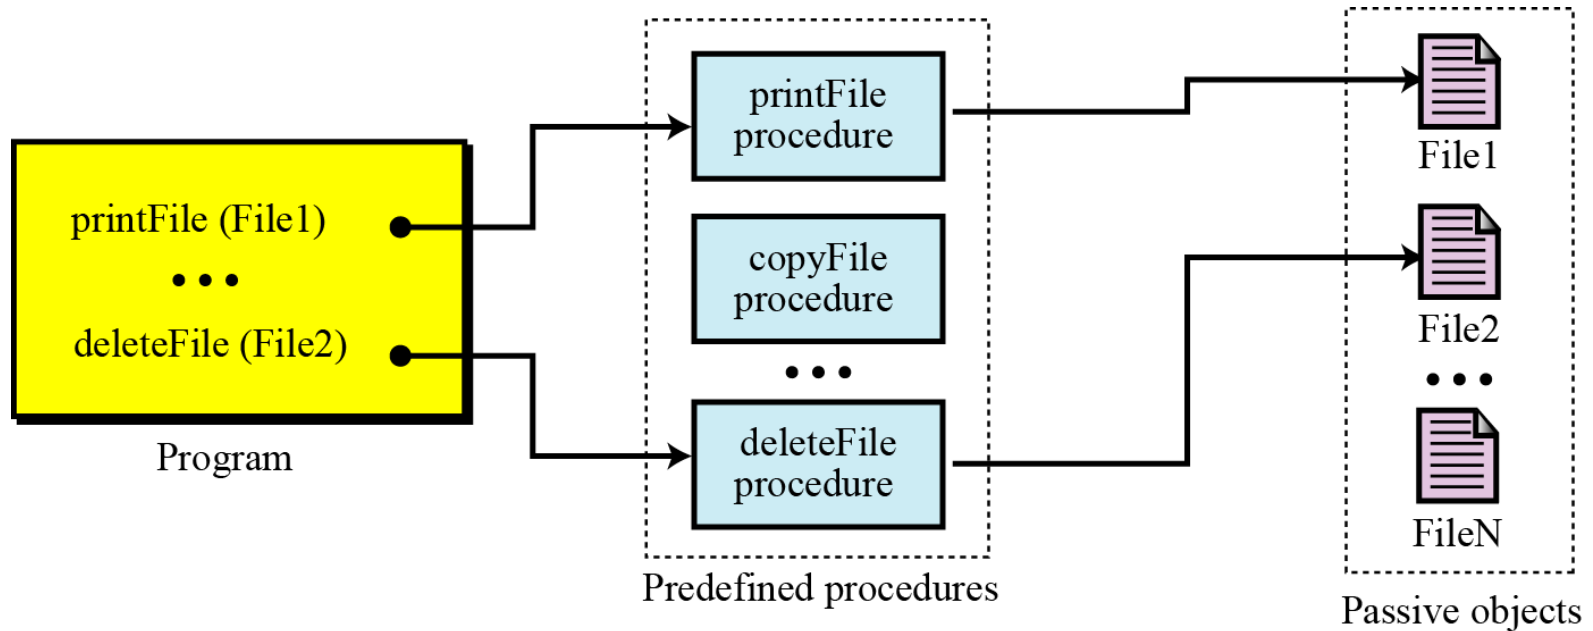 printFile (File1)
• • •
deleteFile (File2)
Program
printFile
procedure
copyFile
procedure
• • •
deleteFile
procedure
Predefined procedures
File1
File2
• • •
FileN
Passive objects